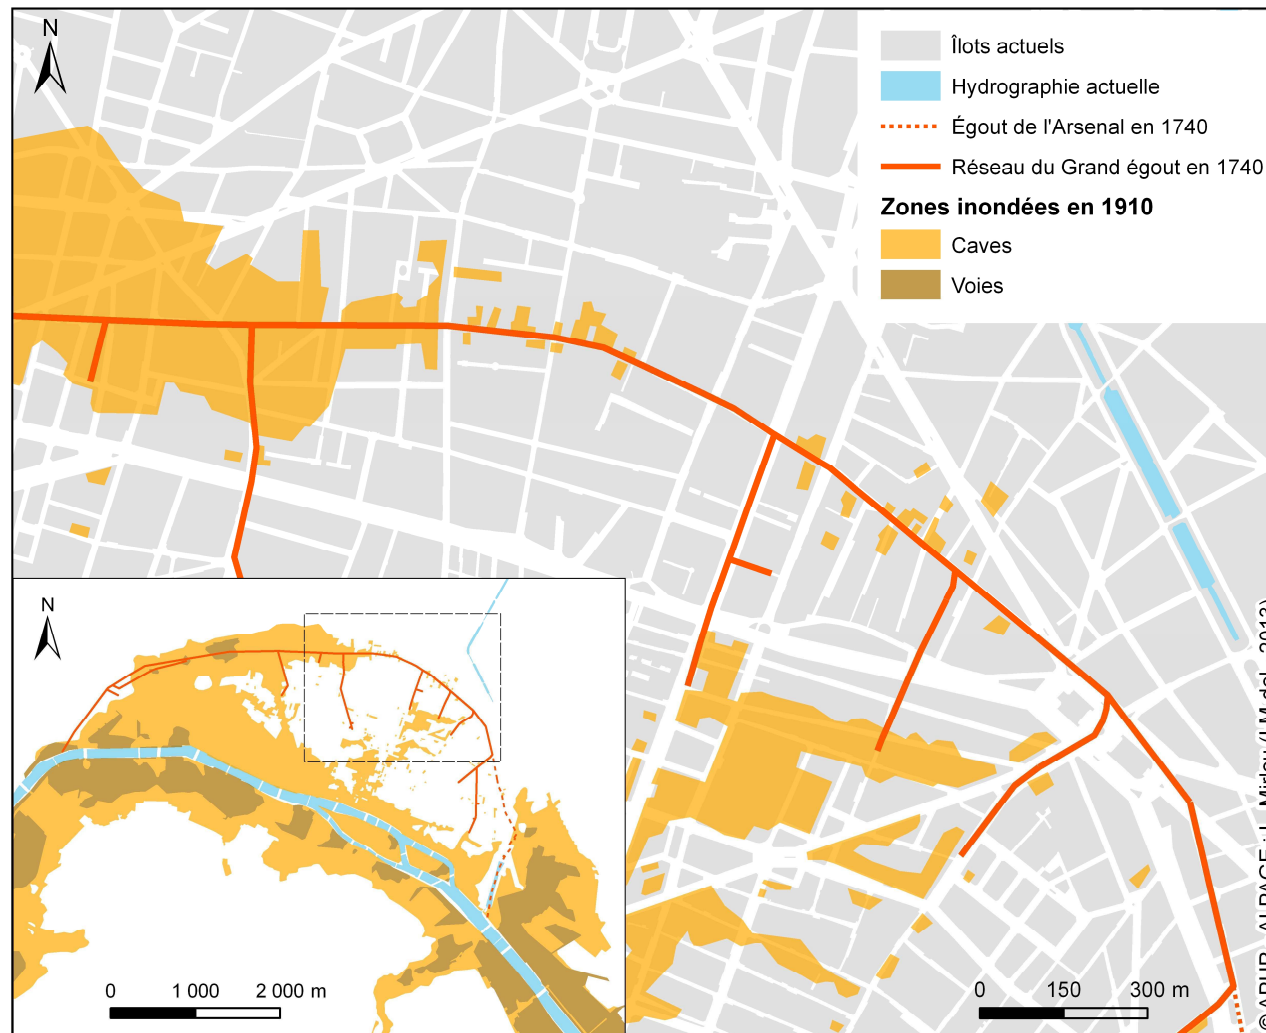 N
Îlots actuels
Hydrographie actuelle
Égout de l'Arsenal en 1740
Réseau du Grand égout en 1740
Zones inondées en 1910
Caves
Voies
N
0 1 000 2 000 m
0 150 300 m
2013)